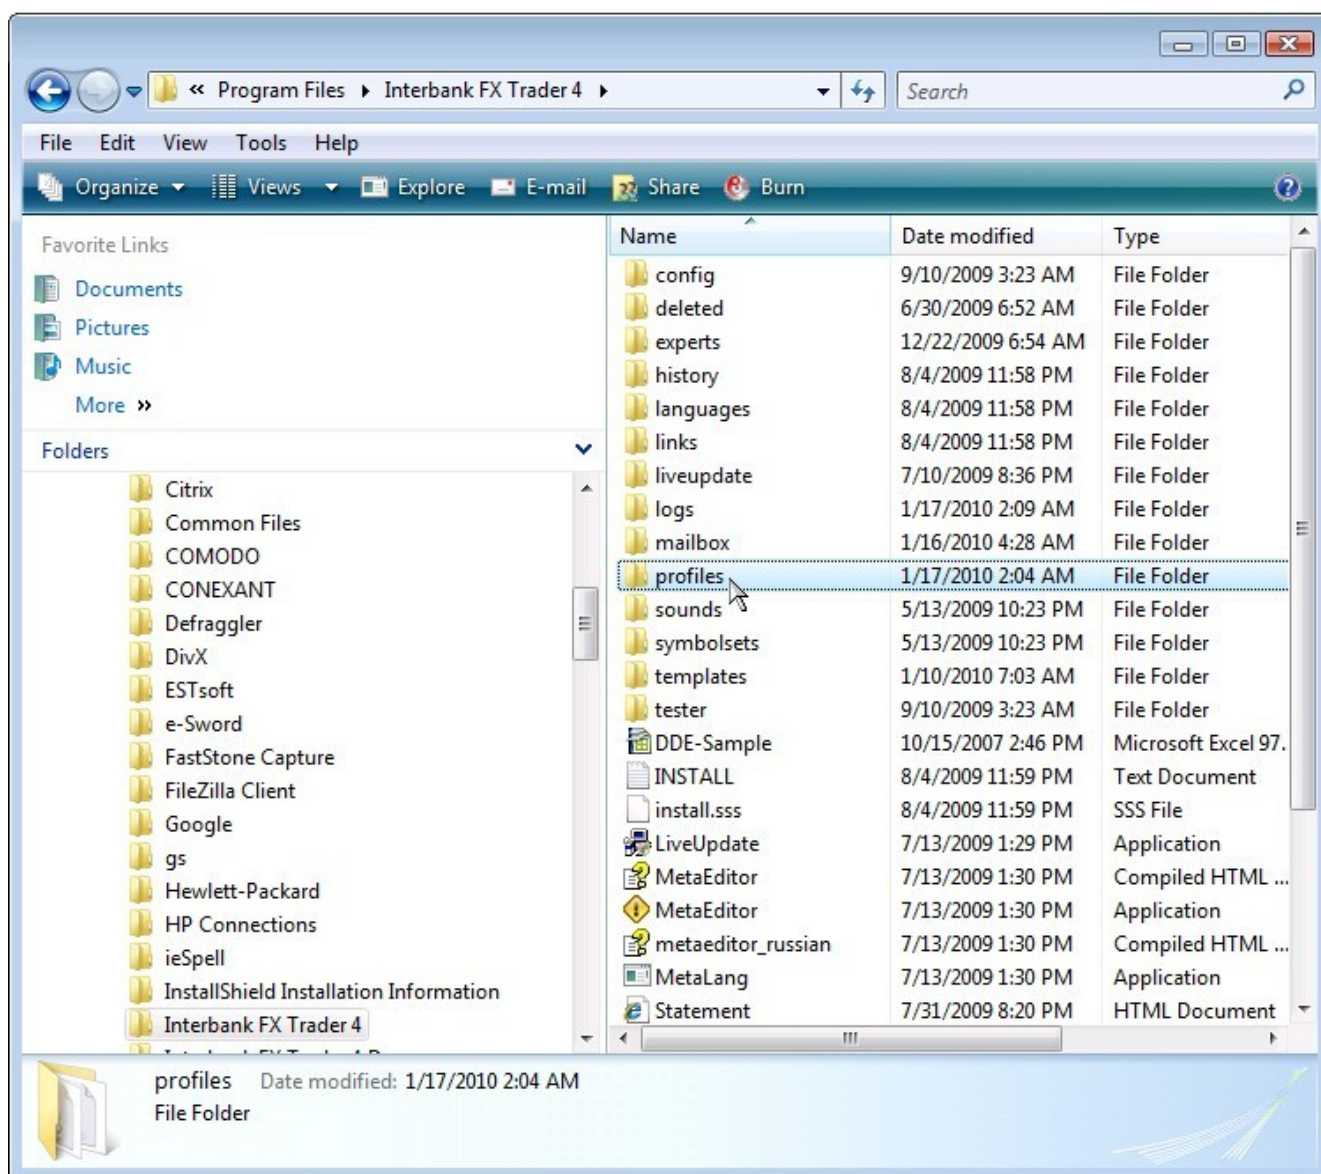 Program Files Interbank FX Trader 4 Search
File Edit View Tools Help
Organize Views Explore E-mail Share Burn
Favorite Links
Documents
Pictures
Music
More »
Folders
Citrix
Common Files
COMODO
CONEXANT
Defraggler
DivX
ESTsoft
e-Sword
FastStone Capture
FileZilla Client
Google
gs
Hewlett-Packard
HP Connections
ieSpell
InstallShield Installation Information
Interbank FX Trader 4
Name Date modified Type
config 9/10/2009 3:23 AM File Folder
deleted 6/30/2009 6:52 AM File Folder
experts 12/22/2009 6:54 AM File Folder
history 8/4/2009 11:58 PM File Folder
languages 8/4/2009 11:58 PM File Folder
links 8/4/2009 11:58 PM File Folder
liveupdate 7/10/2009 8:36 PM File Folder
logs 1/17/2010 2:09 AM File Folder
mailbox 1/16/2010 4:28 AM File Folder
profiles 1/17/2010 2:04 AM File Folder
sounds 5/13/2009 10:23 PM File Folder
symbolsets 5/13/2009 10:23 PM File Folder
templates 1/10/2010 7:03 AM File Folder
tester 9/10/2009 3:23 AM File Folder
DDE-Sample 10/15/2007 2:46 PM Microsoft Excel 97.
INSTALL 8/4/2009 11:59 PM Text Document
install.sss 8/4/2009 11:59 PM SSS File
LiveUpdate 7/13/2009 1:29 PM Application
MetaEditor 7/13/2009 1:30 PM Compiled HTML ...
MetaEditor 7/13/2009 1:30 PM Application
metaeditor_russian 7/13/2009 1:30 PM Compiled HTML ...
MetaLang 7/13/2009 1:30 PM Application
Statement 7/31/2009 8:20 PM HTML Document
profiles Date modified: 1/17/2010 2:04 AM
File Folder